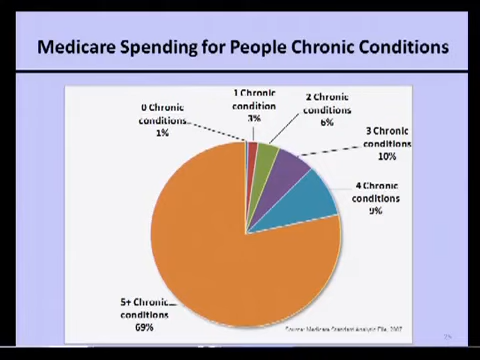 Medicare Spending for People Chronic Conditions
0 Chronic
conditions
1%
1 Chronic
condition
3%
2 Chronic
conditions
6%
3 Chronic
conditions
10%
4 Chronic
conditions
9%
5+ Chronic
conditions
69%
Source: Medicare Standard Analytic File, 2007